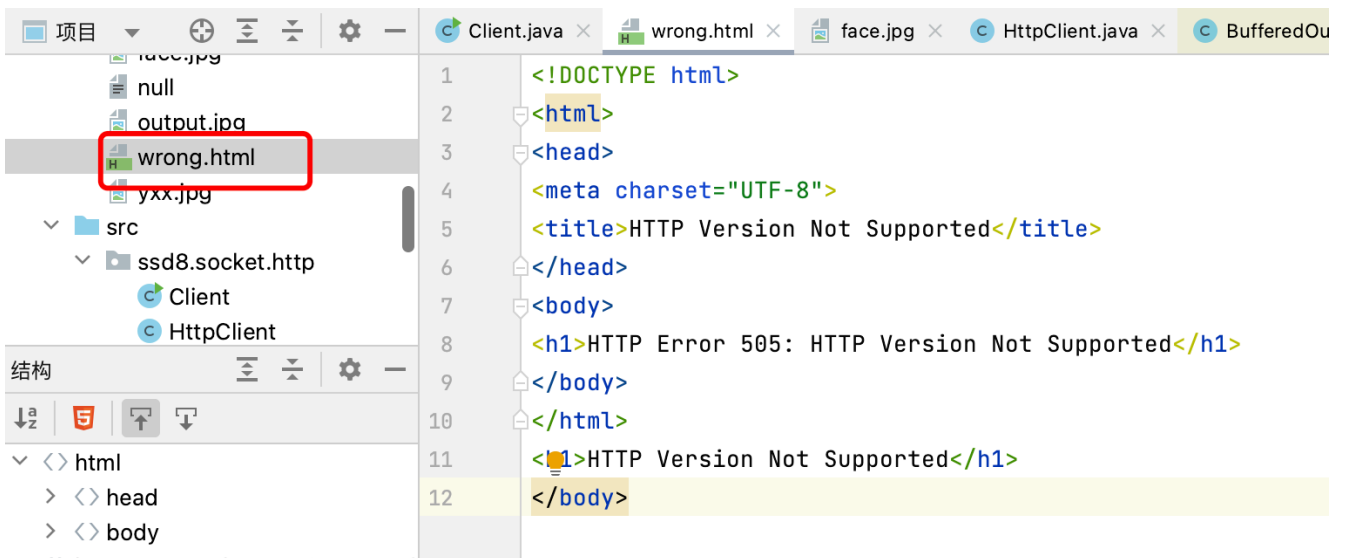 项目
Client.java
wrong.html
face.jpg
HttpClient.java
BufferedOu
face.jpg
null
output.jpg
wrong.html
yxx.jpg
src
ssd8.socket.http
Client
HttpClient
结构
html
head
body
1 <!DOCTYPE html>
2 <html>
3 <head>
4 <meta charset="UTF-8">
5 <title>HTTP Version Not Supported</title>
6 </head>
7 <body>
8 <h1>HTTP Error 505: HTTP Version Not Supported</h1>
9 </body>
10 </html>
11 <h1>HTTP Version Not Supported</h1>
12 </body>